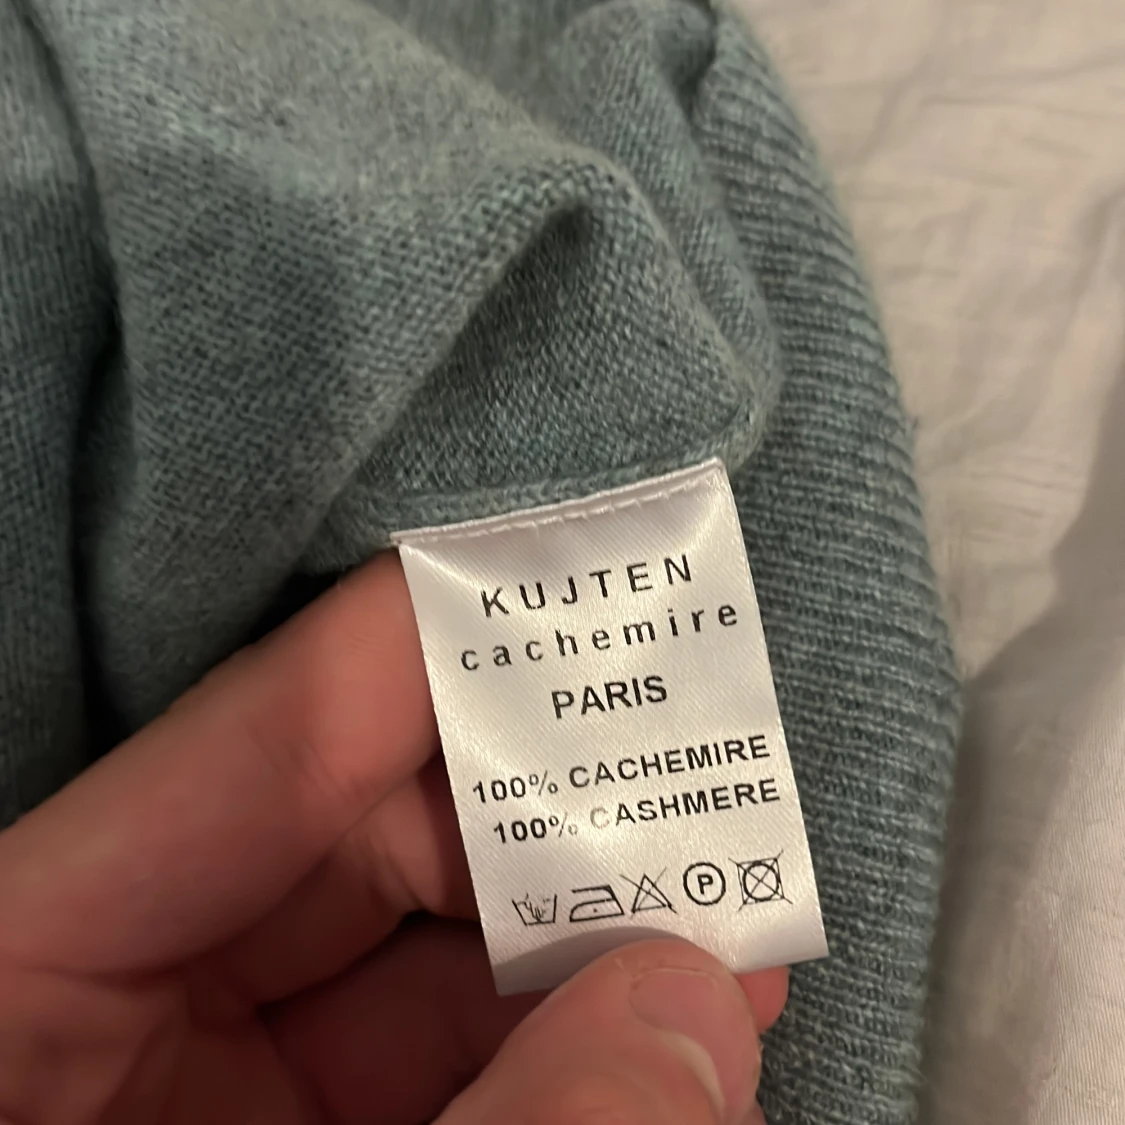 KUJTEN
cachemire
PARIS
100% CACHEMIRE
100% CASHMERE
P